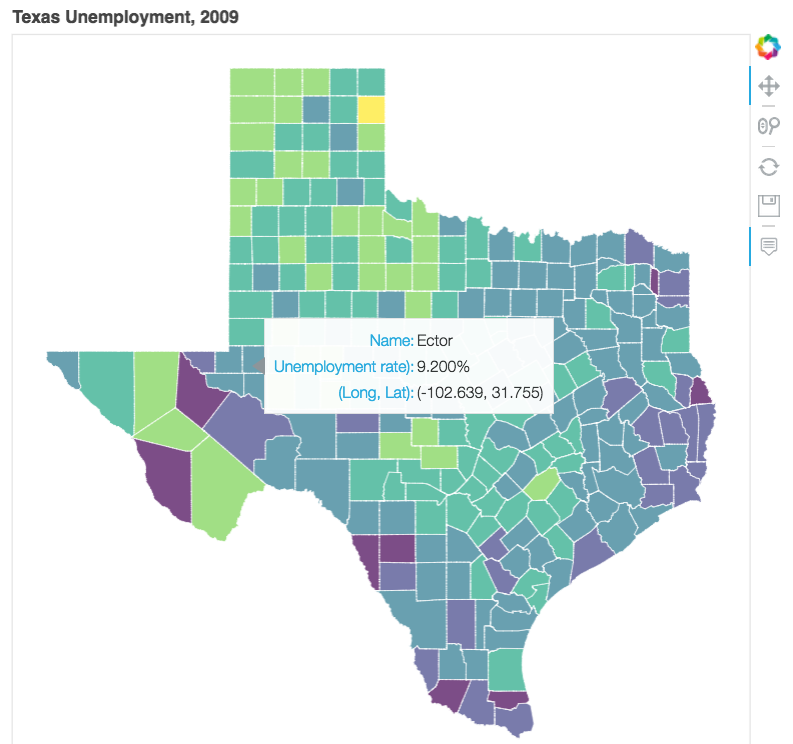 Texas Unemployment, 2009
Name: Ector
Unemployment rate): 9.200%
(Long, Lat): (-102.639, 31.755)